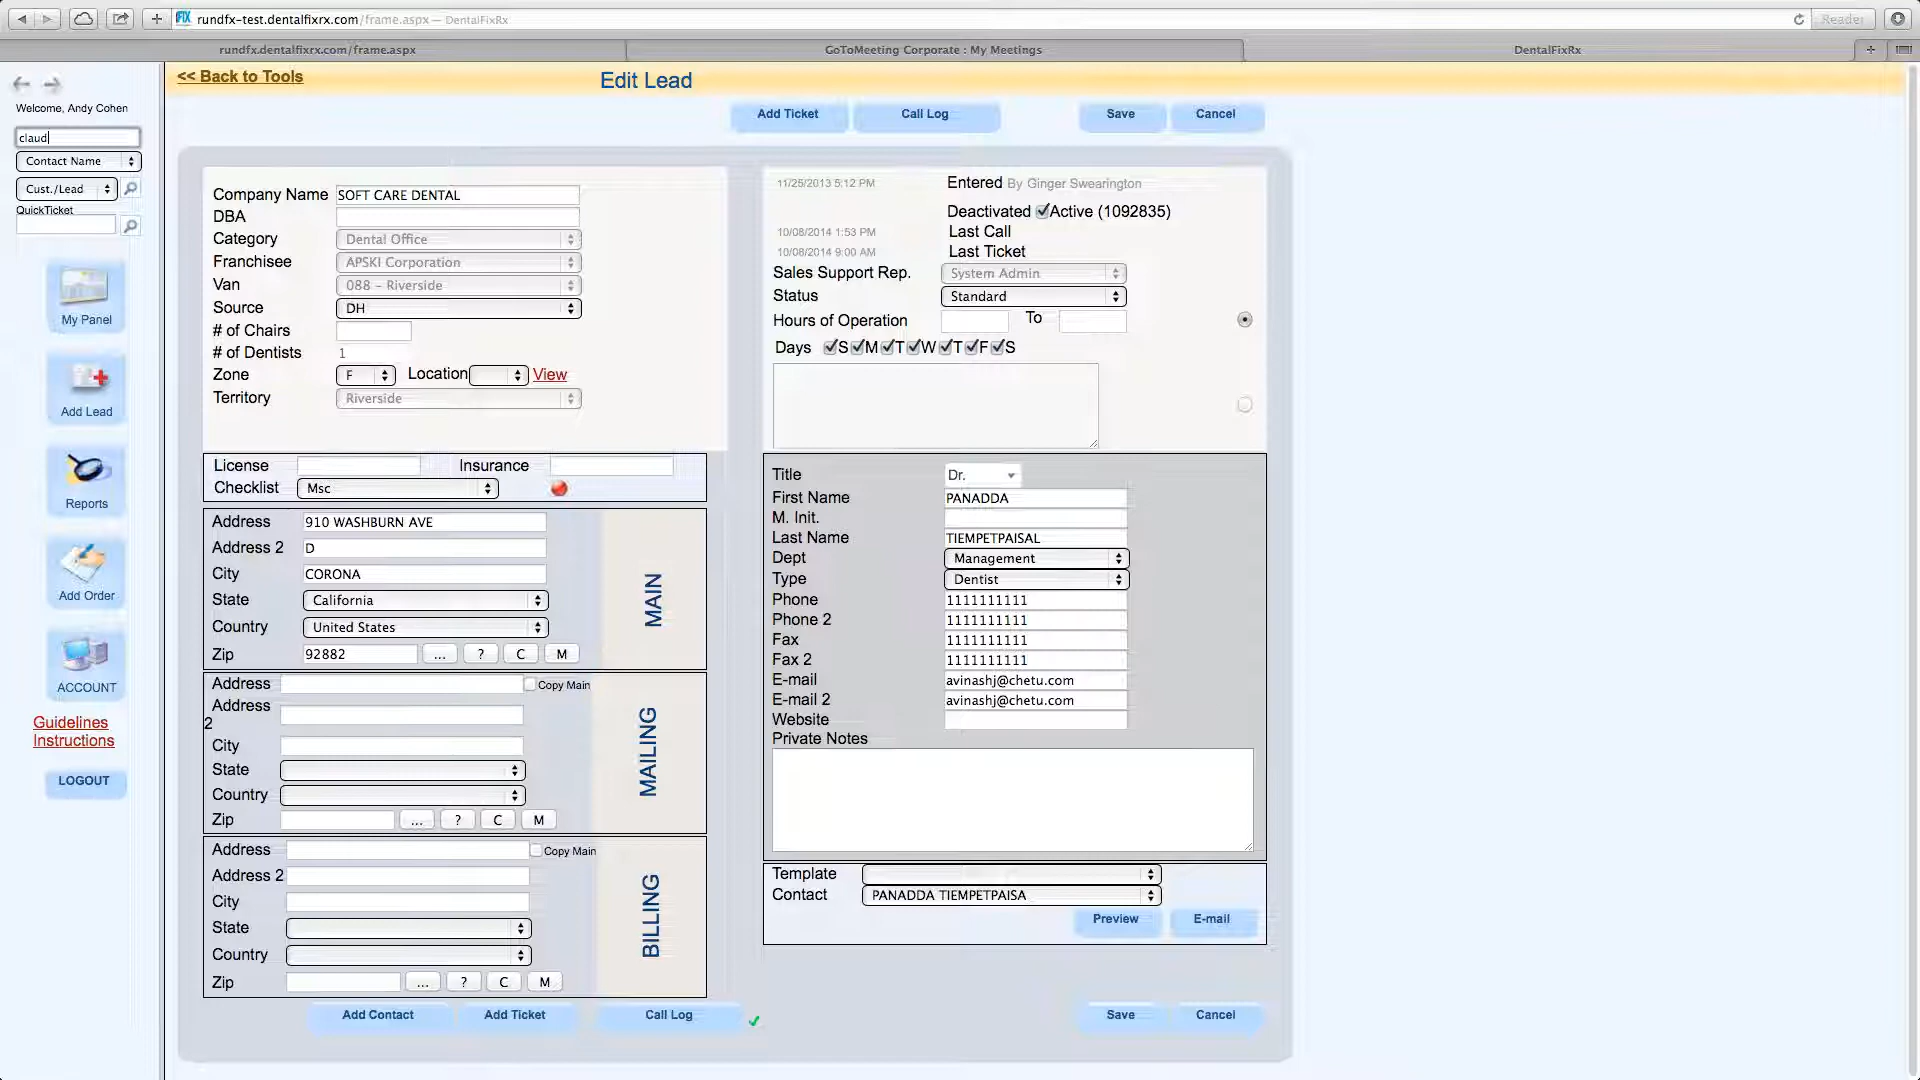 rundfx-test.dentalfixrx.com/frame.aspx — DentalFixRx
Reader
rundfx.dentalfixrx.com/frame.aspx
GoToMeeting Corporate : My Meetings
DentalFixRx
<< Back to Tools
Edit Lead
Welcome, Andy Cohen
claud
Contact Name
Cust./Lead
QuickTicket
My Panel
Add Lead
Reports
Add Order
ACCOUNT
Guidelines
Instructions
LOGOUT
Add Ticket
Call Log
Save
Cancel
Company Name SOFT CARE DENTAL
DBA
Category Dental Office
Franchisee APSKI Corporation
Van 088 - Riverside
Source DH
# of Chairs
# of Dentists 1
Zone F Location View
Territory Riverside
11/25/2013 5:12 PM Entered By Ginger Swearington
Deactivated Active (1092835)
10/08/2014 1:53 PM Last Call
10/08/2014 9:00 AM Last Ticket
Sales Support Rep. System Admin
Status Standard
Hours of Operation To
Days S M T W T F S
License Insurance
Checklist Msc
Address 910 WASHBURN AVE
Address 2 D
City CORONA
State California
Country United States
Zip 92882 ... ? C M
MAIN
Address Copy Main
Address
2
City
State
Country
Zip ... ? C M
MAILING
Address Copy Main
Address 2
City
State
Country
Zip ... ? C M
BILLING
Title Dr.
First Name PANADDA
M. Init.
Last Name TIEMPETPAISAL
Dept Management
Type Dentist
Phone 1111111111
Phone 2 1111111111
Fax 1111111111
Fax 2 1111111111
E-mail avinashj@chetu.com
E-mail 2 avinashj@chetu.com
Website
Private Notes
Template
Contact PANADDA TIEMPETPAISA
Preview E-mail
Add Contact Add Ticket Call Log
Save Cancel